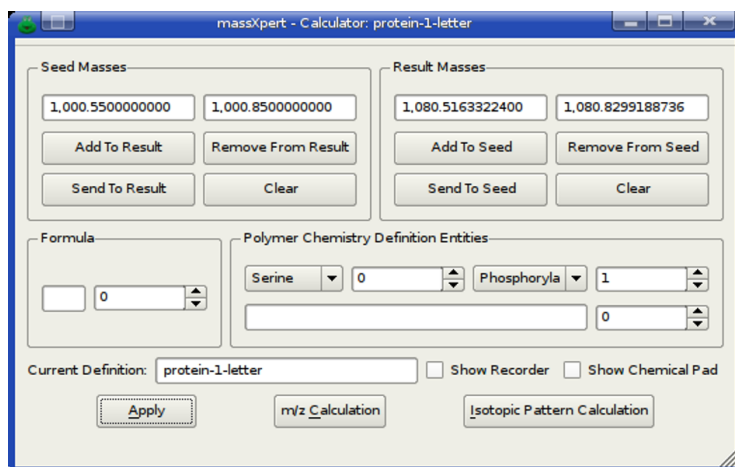 massXpert - Calculator: protein-1-letter
Seed Masses
Result Masses
1,000.5500000000
1,000.8500000000
1,080.5163322400
1,080.8299188736
Add To Result
Remove From Result
Add To Seed
Remove From Seed
Send To Result
Clear
Send To Seed
Clear
Formula
Polymer Chemistry Definition Entities
Serine
0
Phosphoryla
1
0
0
Current Definition:
protein-1-letter
Show Recorder
Show Chemical Pad
Apply
m/z Calculation
Isotopic Pattern Calculation